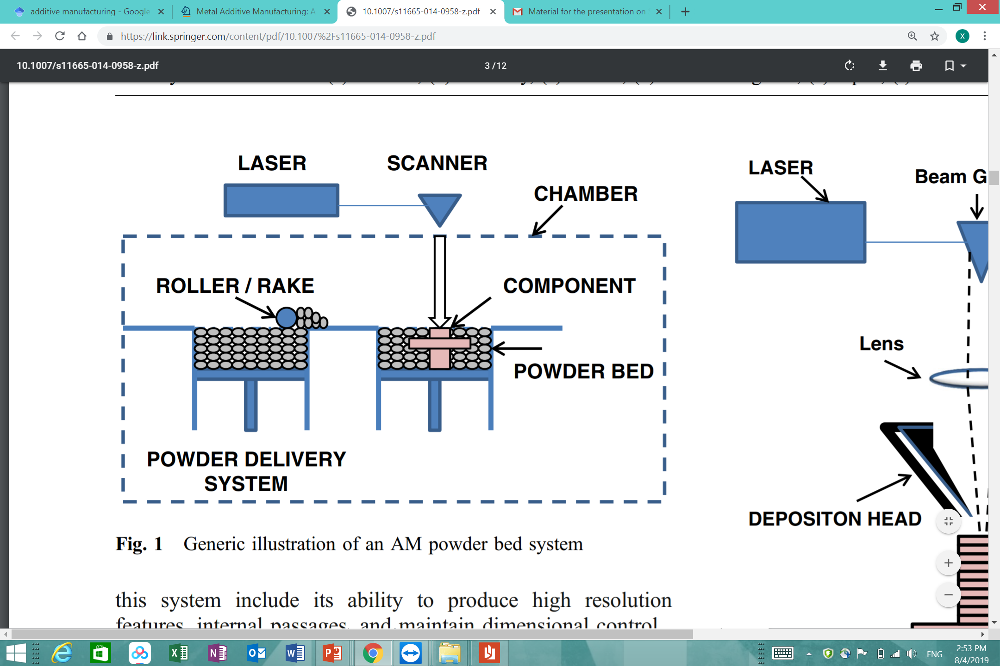 additive manufacturing - Google
Metal Additive Manufacturing: A
10.1007/s11665-014-0958-z.pdf
Material for the presentation on
https://link.springer.com/content/pdf/10.1007%2Fs11665-014-0958-z.pdf
X
10.1007/s11665-014-0958-z.pdf
3 / 12
LASER
SCANNER
CHAMBER
ROLLER / RAKE
COMPONENT
POWDER BED
POWDER DELIVERY
SYSTEM
Fig. 1 Generic illustration of an AM powder bed system
this system include its ability to produce high resolution
features, internal passages, and maintain dimensional control.
LASER
Beam G
Lens
DEPOSITON HEAD
ENG
2:53 PM
8/4/2019